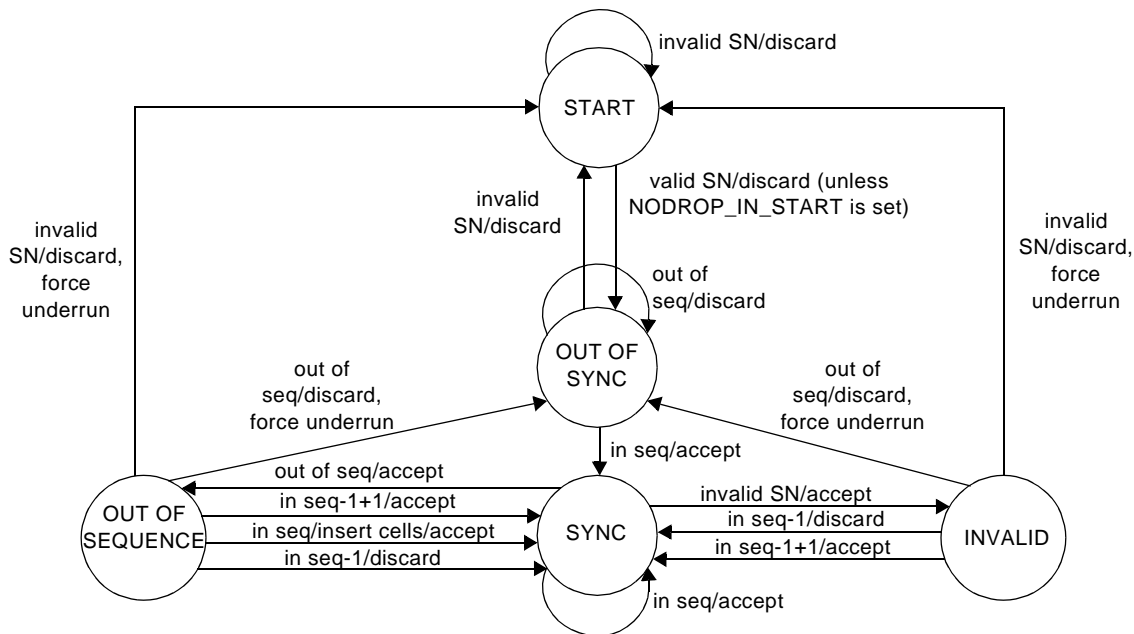 invalid SN/discard
START
valid SN/discard (unless
NODROP_IN_START is set)
invalid
SN/discard
invalid
SN/discard,
force
underrun
invalid
SN/discard,
force
underrun
out of
seq/discard
OUT OF
SYNC
out of
seq/discard,
force underrun
out of
seq/discard,
force underrun
in seq/accept
out of seq/accept
in seq-1+1/accept
in seq/insert cells/accept
in seq-1/discard
OUT OF
SEQUENCE
SYNC
invalid SN/accept
in seq-1/discard
in seq-1+1/accept
INVALID
in seq/accept